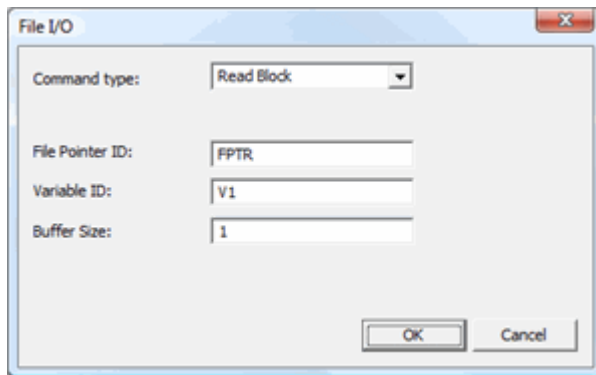 File I/O
Command type: Read Block
File Pointer ID: FPTR
Variable ID: V1
Buffer Size: 1
OK Cancel